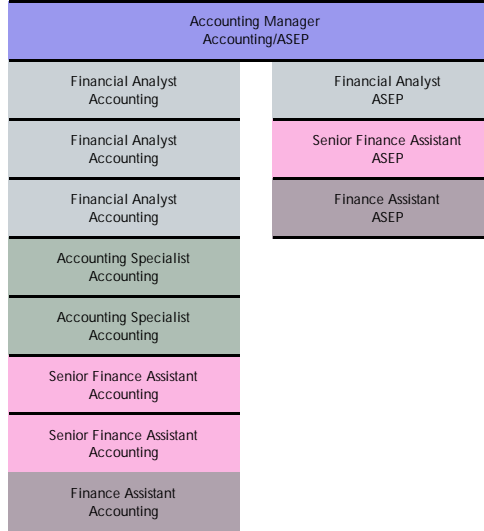 Accounting Manager
Accounting/ASEP
Financial Analyst
Accounting
Financial Analyst
Accounting
Financial Analyst
Accounting
Accounting Specialist
Accounting
Accounting Specialist
Accounting
Senior Finance Assistant
Accounting
Senior Finance Assistant
Accounting
Finance Assistant
Accounting
Financial Analyst
ASEP
Senior Finance Assistant
ASEP
Finance Assistant
ASEP